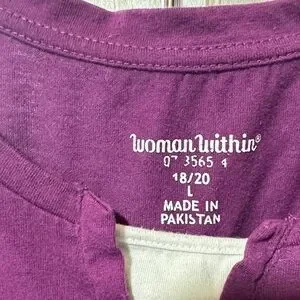 woman within®
07 3565 4
18/20
L
MADE IN
PAKISTAN